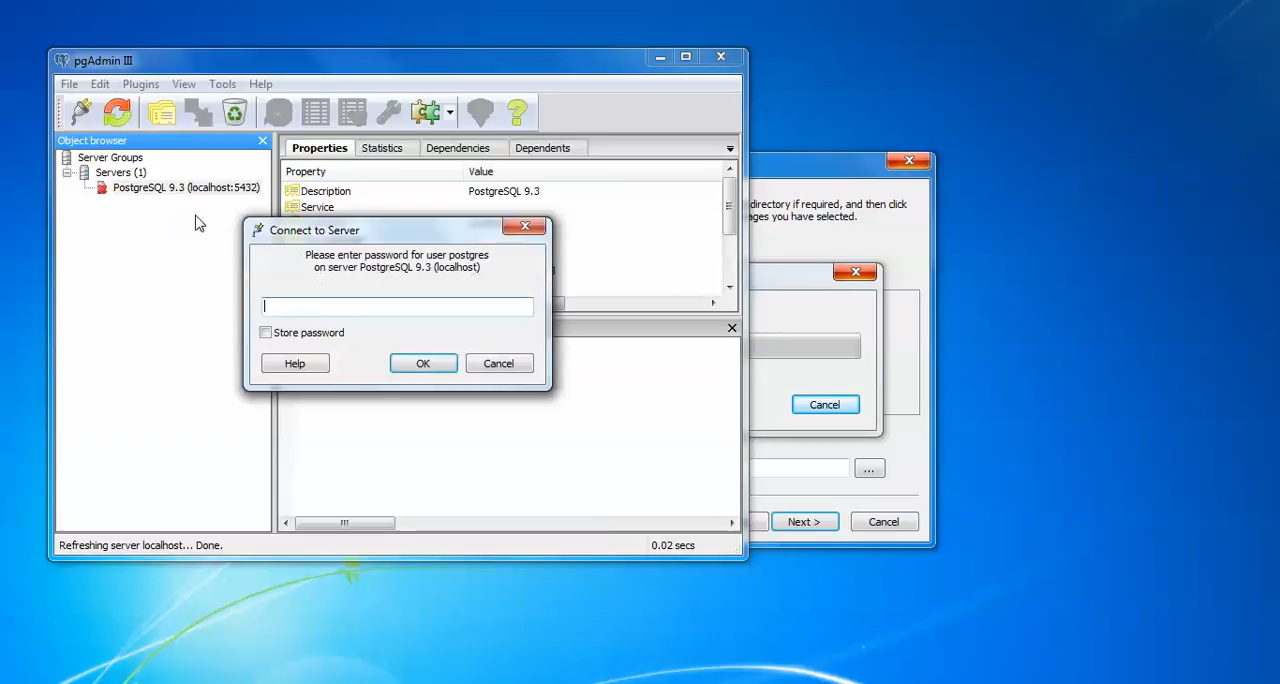 pgAdmin III
File Edit Plugins View Tools Help
Object browser
Server Groups
Servers (1)
PostgreSQL 9.3 (localhost:5432)
Properties Statistics Dependencies Dependents
Property Value
Description PostgreSQL 9.3
Service
Connect to Server
Please enter password for user postgres
on server PostgreSQL 9.3 (localhost)
Store password
Help OK Cancel
Refreshing server localhost... Done. 0.02 secs
directory if required, and then click
ages you have selected.
Cancel
...
Next > Cancel